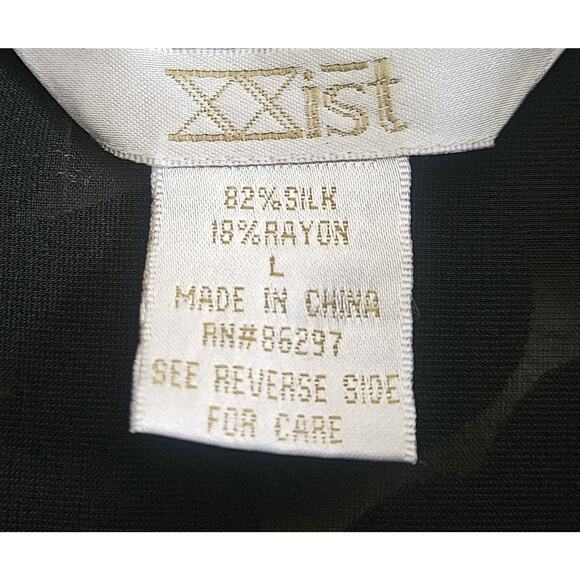 XXist
82%SILK
18%RAYON
L
MADE IN CHINA
RN#86297
SEE REVERSE SIDE
FOR CARE